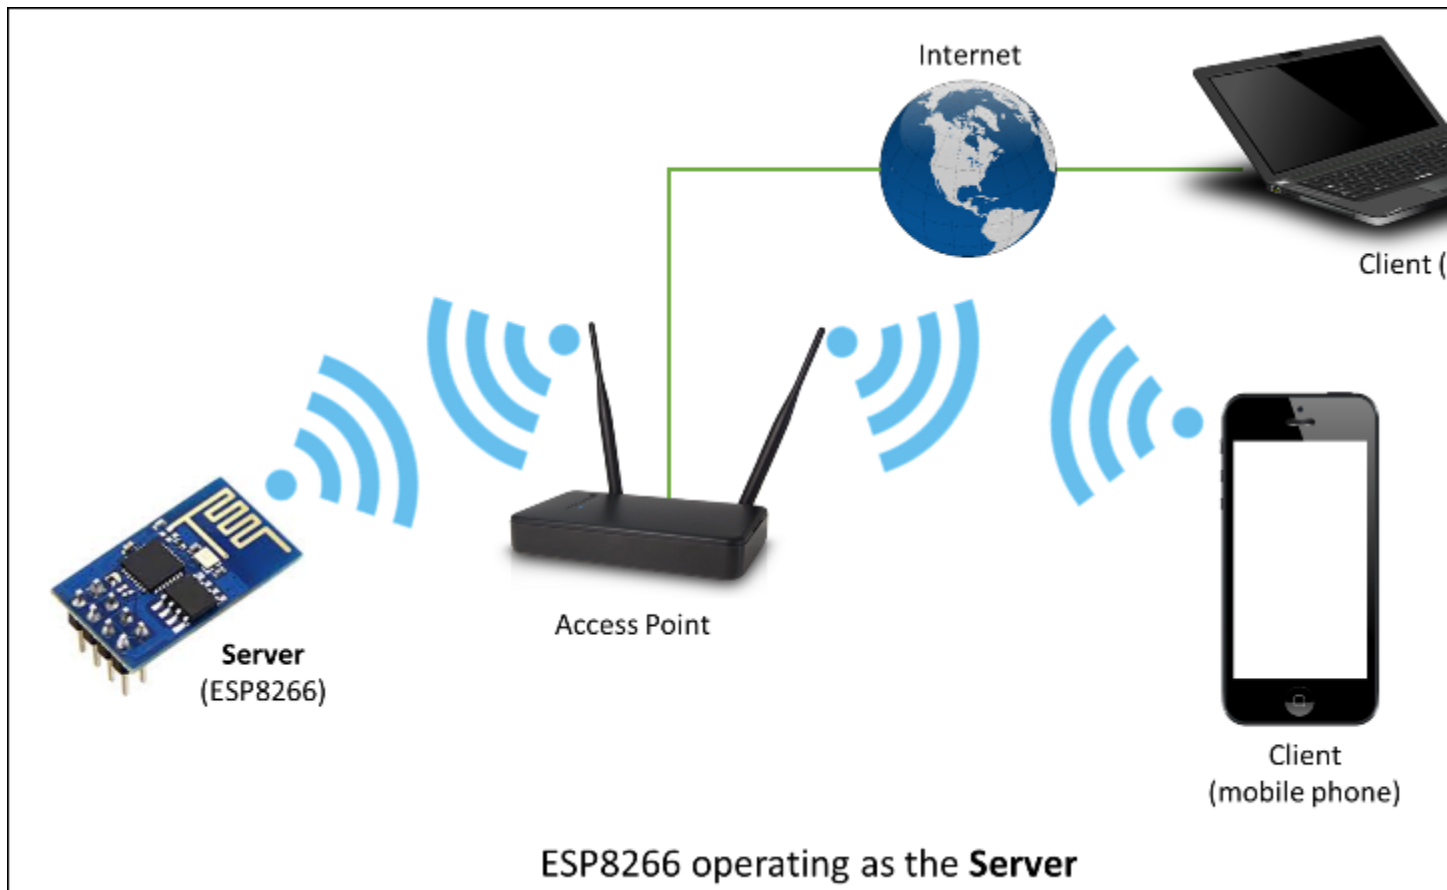 Internet
Client (
Access Point
Server
(ESP8266)
Client
(mobile phone)
ESP8266 operating as the Server